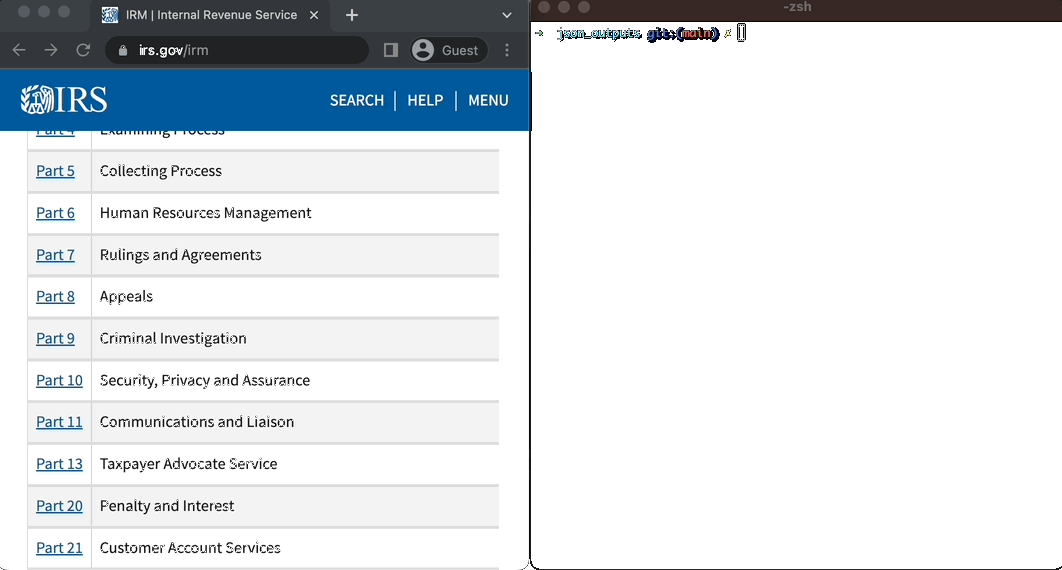 IRM | Internal Revenue Service
irs.gov/irm
Guest
IRS
SEARCH HELP MENU
Part 4 Examining Process
Part 5 Collecting Process
Part 6 Human Resources Management
Part 7 Rulings and Agreements
Part 8 Appeals
Part 9 Criminal Investigation
Part 10 Security, Privacy and Assurance
Part 11 Communications and Liaison
Part 13 Taxpayer Advocate Service
Part 20 Penalty and Interest
Part 21 Customer Account Services
-zsh
→ json_outputs git:(main) ✗